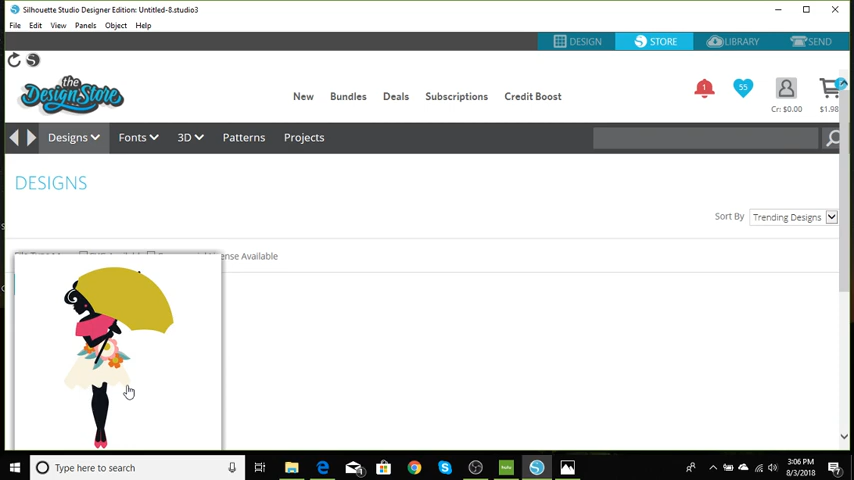 Silhouette Studio Designer Edition: Untitled-8.studio3
File Edit View Panels Object Help
DESIGN STORE LIBRARY SEND
the Design Store
New Bundles Deals Subscriptions Credit Boost
1 55
Cr: $0.00 $1.98
Designs Fonts 3D Patterns Projects
DESIGNS
Sort By Trending Designs
ense Available
Type here to search
hulu
3:06 PM
8/3/2018